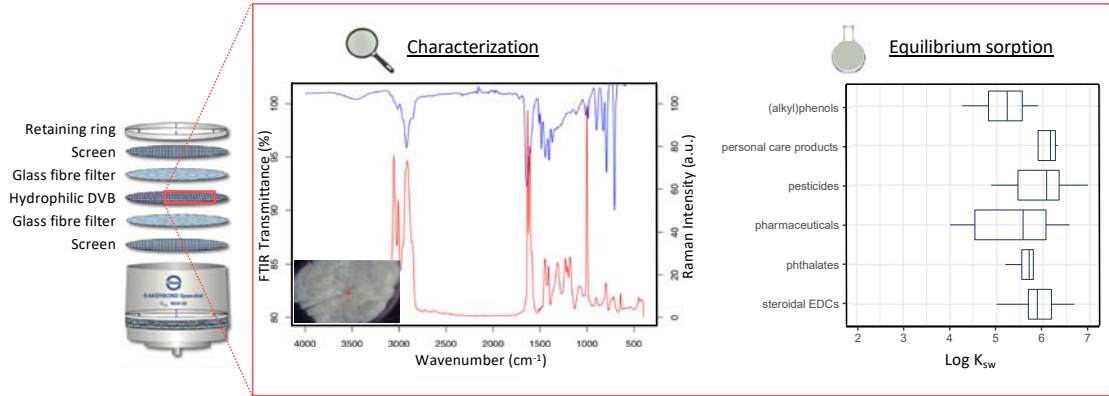 Characterization
Equilibrium sorption
Retaining ring
Screen
Glass fibre filter
Hydrophilic DVB
Glass fibre filter
Screen
FTIR Transmittance (%)
100
95
90
85
80
Raman Intensity (a.u.)
100
80
60
40
20
0
4000 3500 3000 2500 2000 1500 1000 500
Wavenumber (cm⁻¹)
(alkyl)phenols
personal care products
pesticides
pharmaceuticals
phthalates
steroidal EDCs
2 3 4 5 6 7
Log Ksw